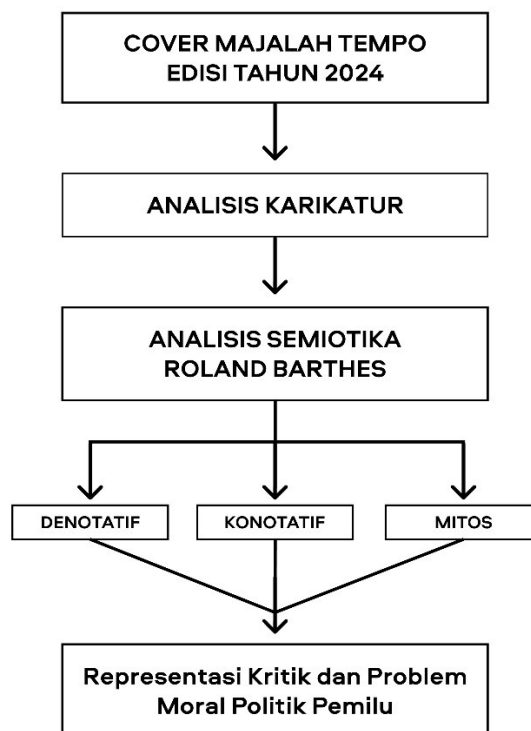 COVER MAJALAH TEMPO
EDISI TAHUN 2024
ANALISIS KARIKATUR
ANALISIS SEMIOTIKA
ROLAND BARTHES
DENOTATIF
KONOTATIF
MITOS
Representasi Kritik dan Problem
Moral Politik Pemilu